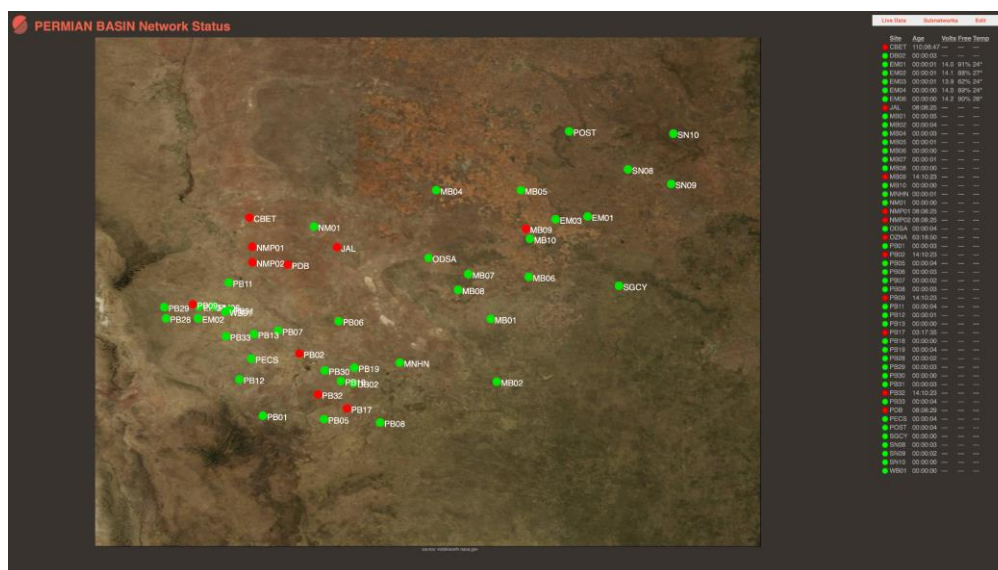 PERMIAN BASIN Network Status
Live Data Subnetworks Edit
Site Age Volts Free Temp
CBET 110:08:47 --- --- ---
DB02 00:00:03 --- --- ---
EM01 00:00:01 14.0 91% 24°
EM02 00:00:01 14.1 88% 27°
EM03 00:00:01 13.9 62% 24°
EM04 00:00:00 14.0 89% 24°
EM06 00:00:00 14.2 90% 28°
JAL 08:08:25 --- --- ---
MB01 00:00:05 --- --- ---
MB02 00:00:04 --- --- ---
MB04 00:00:03 --- --- ---
MB05 00:00:01 --- --- ---
MB06 00:00:00 --- --- ---
MB07 00:00:01 --- --- ---
MB08 00:00:00 --- --- ---
MB09 14:10:23 --- --- ---
MB10 00:00:00 --- --- ---
MNHN 00:00:01 --- --- ---
NM01 00:00:00 --- --- ---
NMP01 08:08:25 --- --- ---
NMP02 08:08:25 --- --- ---
ODSA 00:00:04 --- --- ---
OZNA 63:18:50 --- --- ---
PB01 00:00:03 --- --- ---
PB02 14:10:23 --- --- ---
PB05 00:00:04 --- --- ---
PB06 00:00:03 --- --- ---
PB07 00:00:02 --- --- ---
PB08 00:00:03 --- --- ---
PB09 14:10:23 --- --- ---
PB11 00:00:04 --- --- ---
PB12 00:00:01 --- --- ---
PB13 00:00:00 --- --- ---
PB17 03:17:35 --- --- ---
PB18 00:00:00 --- --- ---
PB19 00:00:04 --- --- ---
PB28 00:00:02 --- --- ---
PB29 00:00:03 --- --- ---
PB30 00:00:00 --- --- ---
PB31 00:00:03 --- --- ---
PB32 14:10:23 --- --- ---
PB33 00:00:04 --- --- ---
PDB 08:08:29 --- --- ---
PECS 00:00:04 --- --- ---
POST 00:00:04 --- --- ---
SGCY 00:00:00 --- --- ---
SN08 00:00:03 --- --- ---
SN09 00:00:02 --- --- ---
SN10 00:00:00 --- --- ---
WB01 00:00:00 --- --- ---
POST
SN10
SN08
SN09
MB04
MB05
CBET
NM01
EM03
EM01
MB09
MB10
NMP01
JAL
NMP02
PDB
ODSA
MB07
MB06
PB11
MB08
SGCY
PB29
PB09
PB28
EM02
PB06
MB01
PB33
PB13
PB07
PB02
PECS
MNHN
PB30
PB19
PB12
DB02
MB02
PB32
PB17
PB01
PB05
PB08